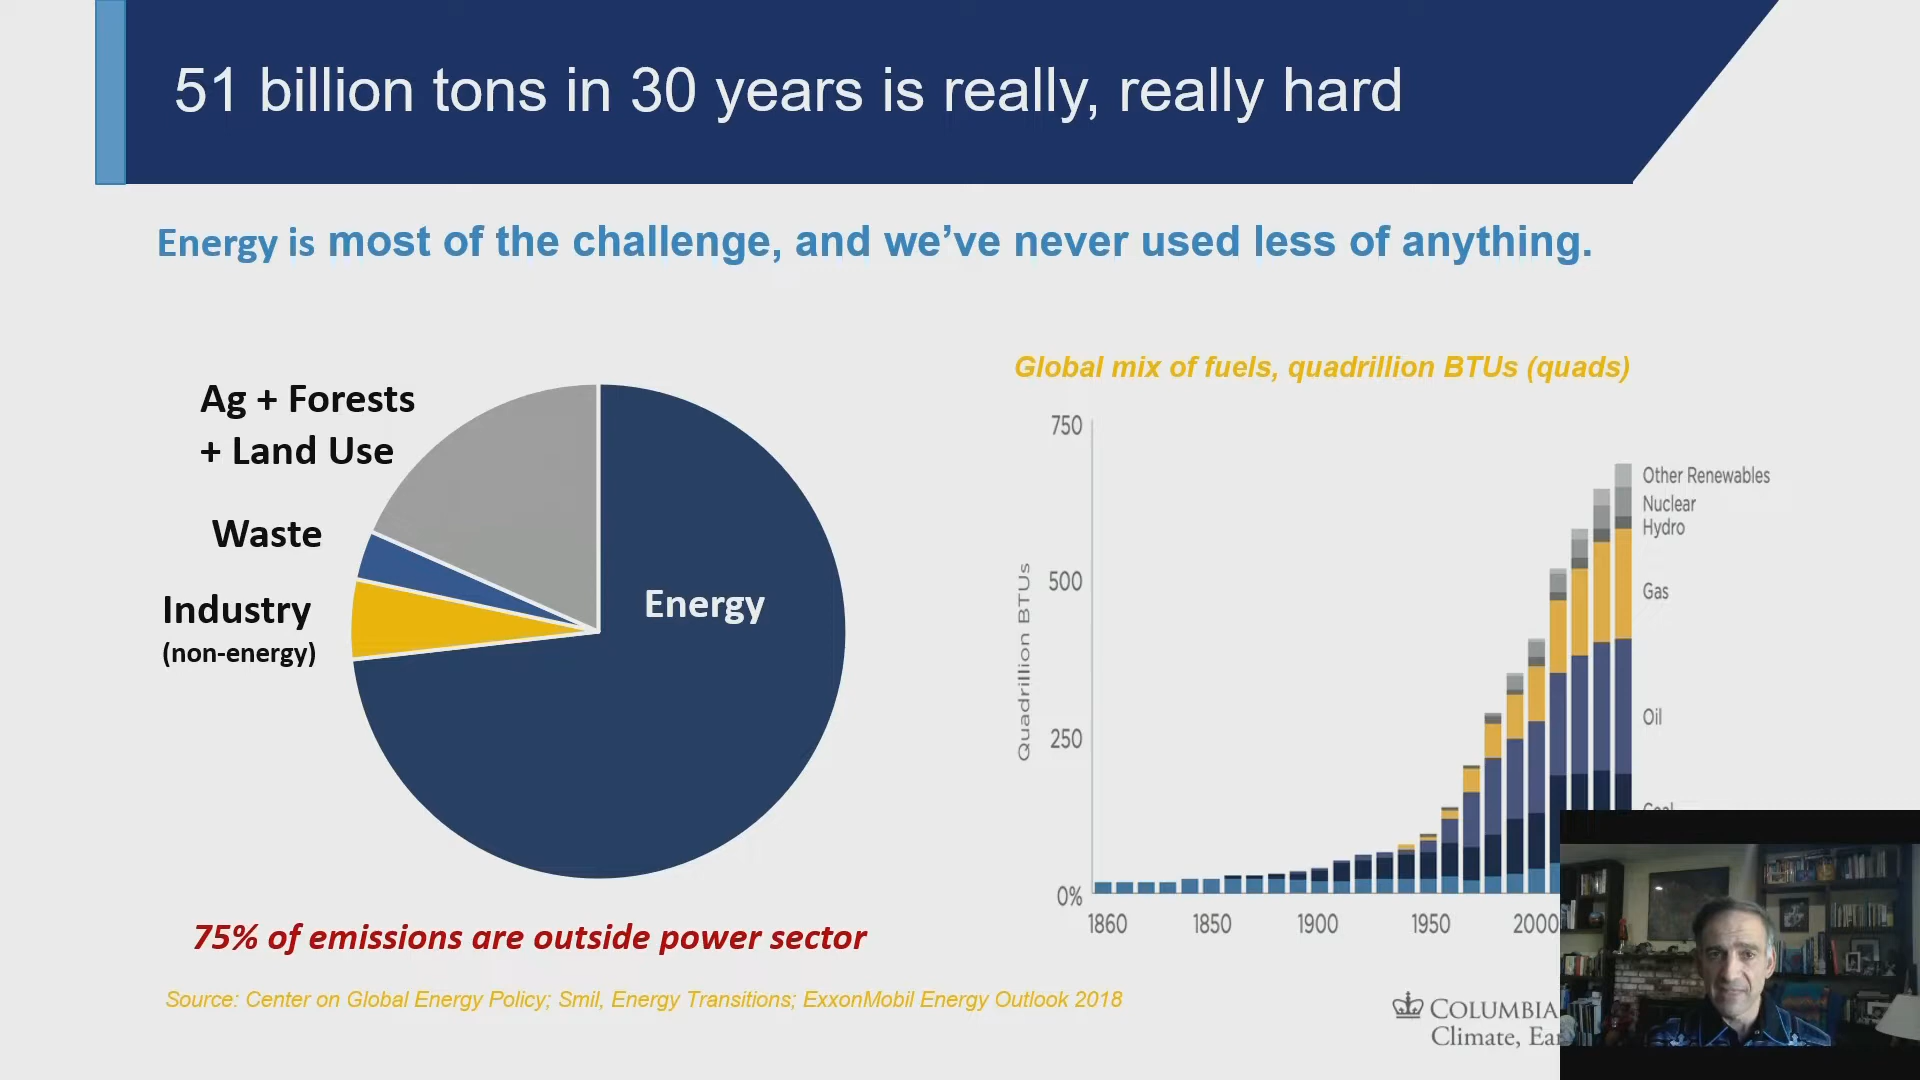 51 billion tons in 30 years is really, really hard
Energy is most of the challenge, and we’ve never used less of anything.
Ag + Forests
+ Land Use
Waste
Industry
(non-energy)
Energy
75% of emissions are outside power sector
Source: Center on Global Energy Policy; Smil, Energy Transitions; ExxonMobil Energy Outlook 2018
Global mix of fuels, quadrillion BTUs (quads)
Quadrillion BTUs
750
500
250
0%
1860
1850
1900
1950
2000
Other Renewables
Nuclear
Hydro
Gas
Oil
COLUMBIA
Climate,